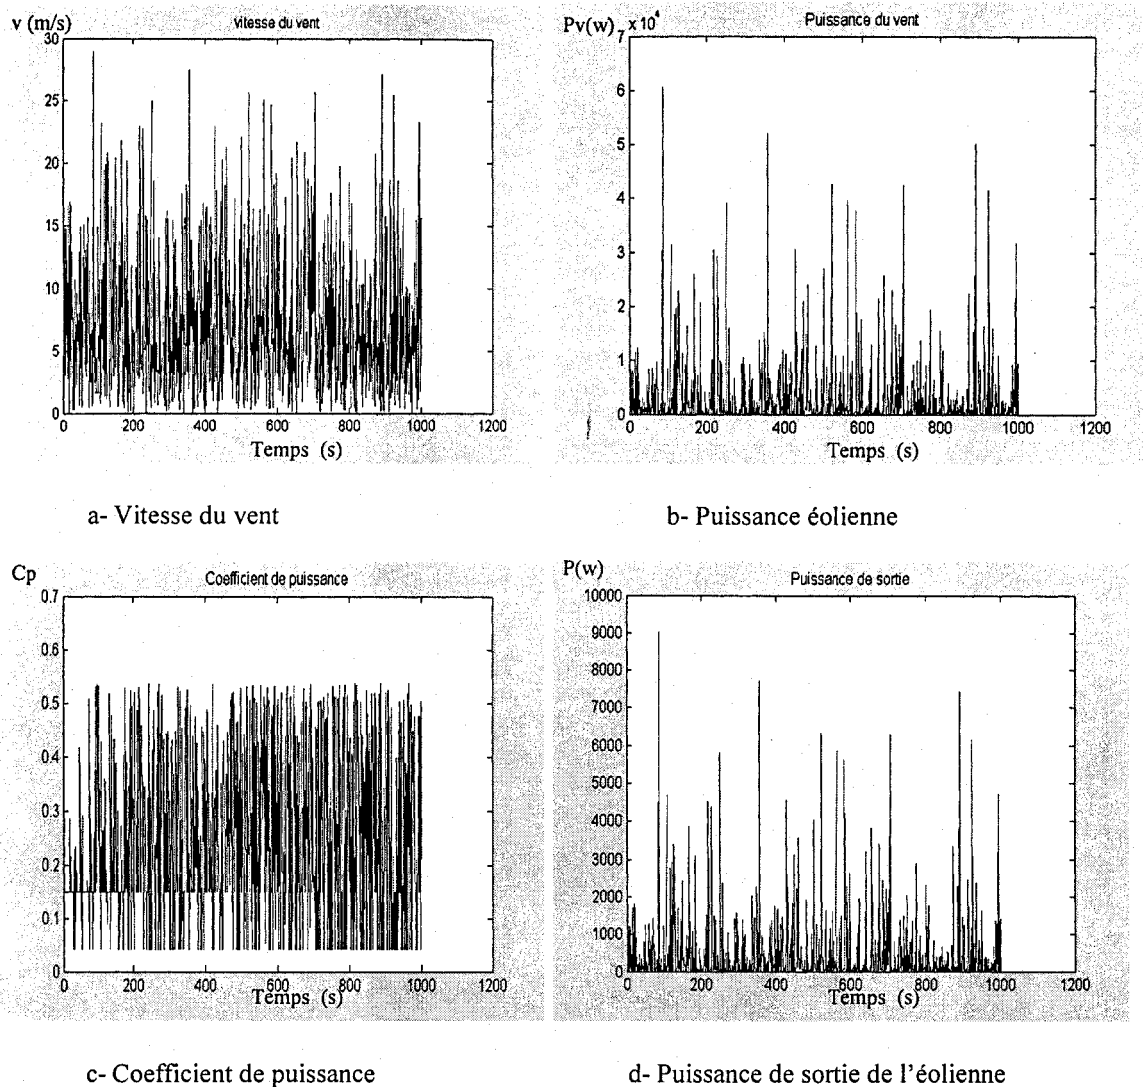 v (m/s)
Vitesse du vent
30
25
20
15
10
5
0
0 200 400 600 800 1000 1200
Temps (s)
a- Vitesse du vent
Pv(w)
x10⁴
Puissance du vent
7
6
5
4
3
2
1
0
0 200 400 600 800 1000 1200
Temps (s)
b- Puissance éolienne
Cp
Coefficient de puissance
0.7
0.6
0.5
0.4
0.3
0.2
0.1
0
0 200 400 600 800 1000 1200
Temps (s)
c- Coefficient de puissance
P(w)
Puissance de sortie
10000
9000
8000
7000
6000
5000
4000
3000
2000
1000
0
0 200 400 600 800 1000 1200
Temps (s)
d- Puissance de sortie de l'éolienne